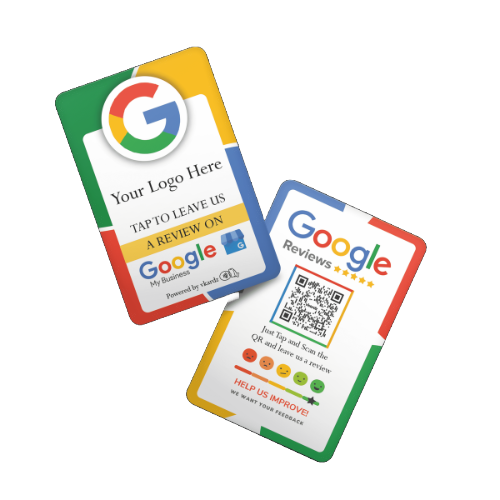 Your Logo Here
TAP TO LEAVE US
A REVIEW ON
Google
My Business
Powered by skardz
Google
Reviews
Just Tap and Scan the
QR and leave us a review
HELP US IMPROVE!
WE WANT YOUR FEEDBACK